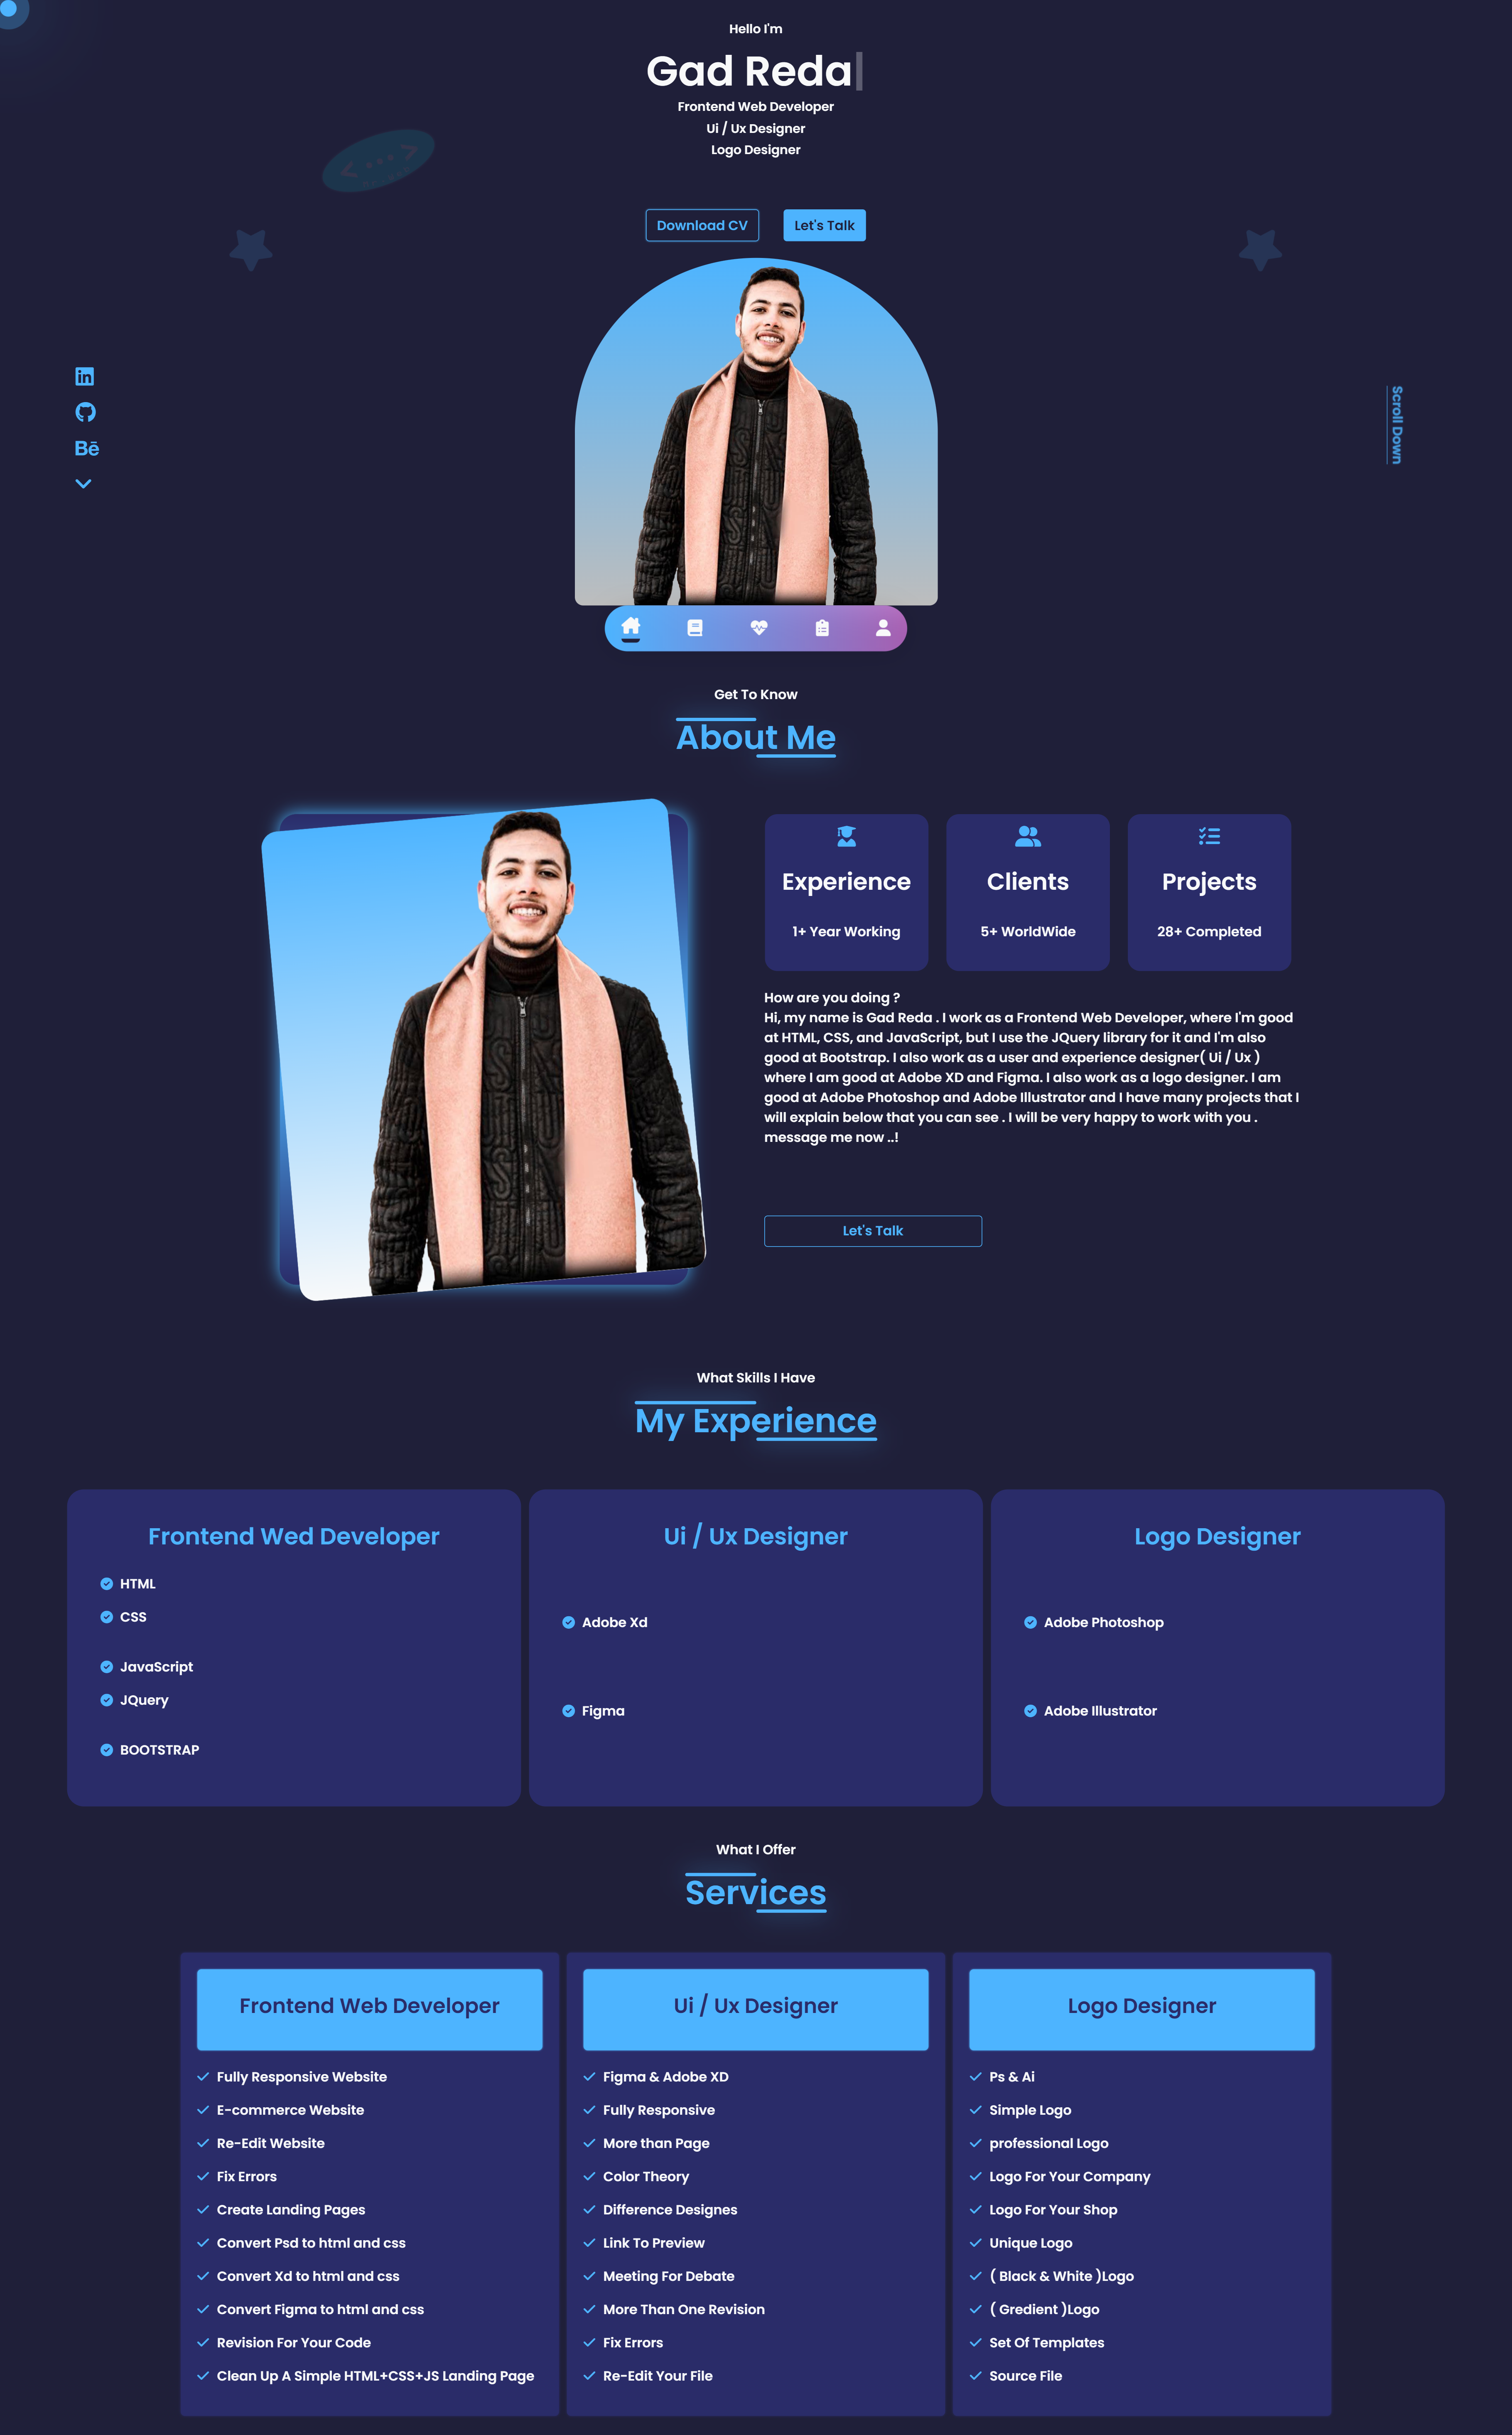 Hello I'm
Gad Reda
Frontend Web Developer
Ui / Ux Designer
Logo Designer
Download CV
Let's Talk
Scroll Down
Get To Know
About Me
Experience
1+ Year Working
Clients
5+ WorldWide
Projects
28+ Completed
How are you doing ?
Hi, my name is Gad Reda . I work as a Frontend Web Developer, where I'm good
at HTML, CSS, and JavaScript, but I use the JQuery library for it and I'm also
good at Bootstrap. I also work as a user and experience designer( Ui / Ux )
where I am good at Adobe XD and Figma. I also work as a logo designer. I am
good at Adobe Photoshop and Adobe Illustrator and I have many projects that I
will explain below that you can see . I will be very happy to work with you .
message me now ..!
Let's Talk
What Skills I Have
My Experience
Frontend Wed Developer
HTML
CSS
JavaScript
JQuery
BOOTSTRAP
Ui / Ux Designer
Adobe Xd
Figma
Logo Designer
Adobe Photoshop
Adobe Illustrator
What I Offer
Services
Frontend Web Developer
Fully Responsive Website
E-commerce Website
Re-Edit Website
Fix Errors
Create Landing Pages
Convert Psd to html and css
Convert Xd to html and css
Convert Figma to html and css
Revision For Your Code
Clean Up A Simple HTML+CSS+JS Landing Page
Ui / Ux Designer
Figma & Adobe XD
Fully Responsive
More than Page
Color Theory
Difference Designes
Link To Preview
Meeting For Debate
More Than One Revision
Fix Errors
Re-Edit Your File
Logo Designer
Ps & Ai
Simple Logo
professional Logo
Logo For Your Company
Logo For Your Shop
Unique Logo
( Black & White )Logo
( Gredient )Logo
Set Of Templates
Source File